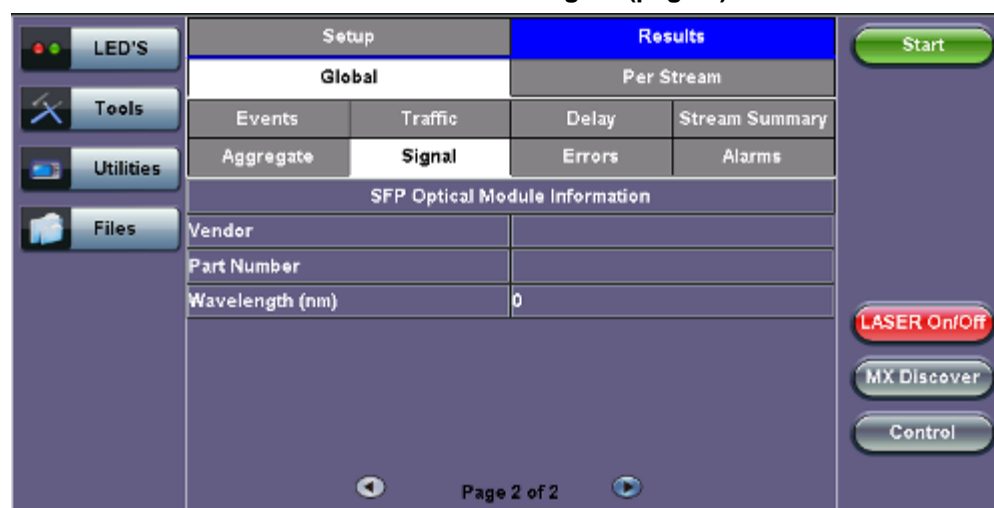 LED'S
Tools
Utilities
Files
Setup Results
Global Per Stream
Events Traffic Delay Stream Summary
Aggregate Signal Errors Alarms
SFP Optical Module Information
Vendor
Part Number
Wavelength (nm) 0
Page 2 of 2
Start
LASER On/Off
MX Discover
Control